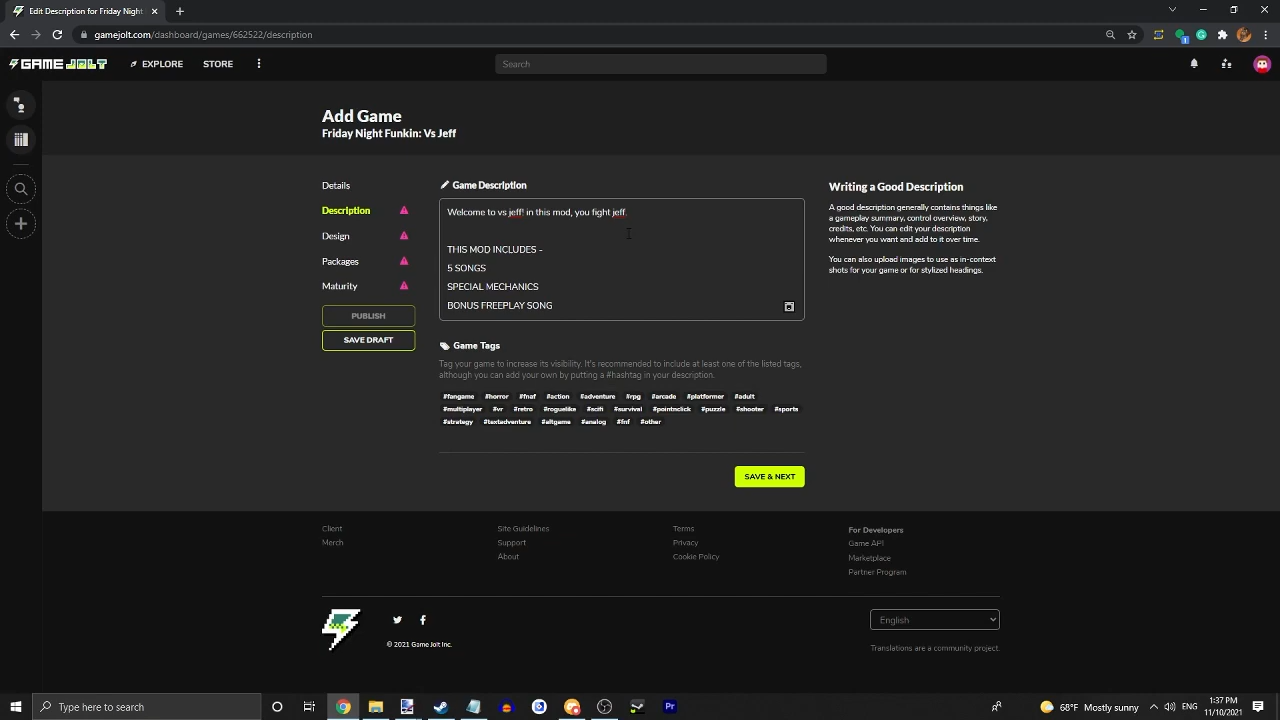 Edit Description for Friday Night
gamejolt.com/dashboard/games/662522/description
GAME JOLT
EXPLORE
STORE
Search
Add Game
Friday Night Funkin: Vs Jeff
Details
Description
Design
Packages
Maturity
PUBLISH
SAVE DRAFT
Game Description
Welcome to vs jeff! in this mod, you fight jeff.
THIS MOD INCLUDES -
5 SONGS
SPECIAL MECHANICS
BONUS FREEPLAY SONG
Game Tags
Tag your game to increase its visibility. It's recommended to include at least one of the listed tags,
although you can add your own by putting a #hashtag in your description.
#fangame #horror #fnaf #action #adventure #rpg #arcade #platformer #adult
#multiplayer #vr #retro #roguelike #scifi #survival #pointnclick #puzzle #shooter #sports
#strategy #textadventure #altgame #analog #fnf #other
SAVE & NEXT
Writing a Good Description
A good description generally contains things like
a gameplay summary, control overview, story,
credits, etc. You can edit your description
whenever you want and add to it over time.
You can also upload images to use as in-context
shots for your game or for stylized headings.
Client
Merch
Site Guidelines
Support
About
Terms
Privacy
Cookie Policy
For Developers
Game API
Marketplace
Partner Program
© 2021 Game Jolt Inc.
English
Translations are a community project.
Type here to search
Pr
68°F Mostly sunny
1:37 PM
11/10/2021